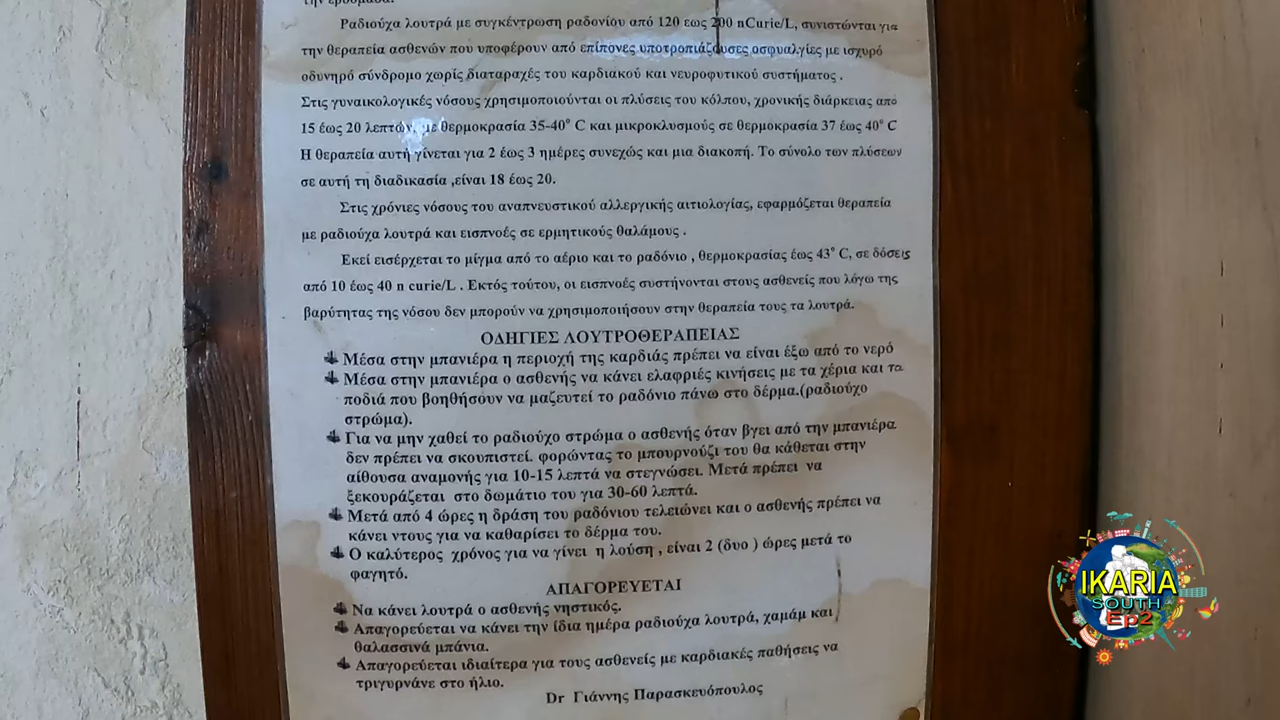 την εβδομάδα.
Ραδιούχα λουτρά με συγκέντρωση ραδονίου από 120 εως 200 nCurie/L, συνιστώνται για
την θεραπεία ασθενών που υποφέρουν από επίπονες υποτροπιάζουσες οσφυαλγίες με ισχυρό
οδυνηρό σύνδρομο χωρίς διαταραχές του καρδιακού και νευροφυτικού συστήματος .
Στις γυναικολογικές νόσους χρησιμοποιούνται οι πλύσεις του κόλπου, χρονικής διάρκειας από
15 έως 20 λεπτών, με θερμοκρασία 35-40° C και μικροκλυσμούς σε θερμοκρασία 37 έως 40° C
Η θεραπεία αυτή γίνεται για 2 έως 3 ημέρες συνεχώς και μια διακοπή. Το σύνολο των πλύσεων
σε αυτή τη διαδικασία ,είναι 18 έως 20.
Στις χρόνιες νόσους του αναπνευστικού αλλεργικής αιτιολογίας, εφαρμόζεται θεραπεία
με ραδιούχα λουτρά και εισπνοές σε ερμητικούς θαλάμους .
Εκεί εισέρχεται το μίγμα από το αέριο και το ραδόνιο , θερμοκρασίας έως 43° C, σε δόσεις
από 10 έως 40 n curie/L . Εκτός τούτου, οι εισπνοές συστήνονται στους ασθενείς που λόγω της
βαρύτητας της νόσου δεν μπορούν να χρησιμοποιήσουν στην θεραπεία τους τα λουτρά.
ΟΔΗΓΙΕΣ ΛΟΥΤΡΟΘΕΡΑΠΕΙΑΣ
Μέσα στην μπανιέρα η περιοχή της καρδιάς πρέπει να είναι έξω από το νερό
Μέσα στην μπανιέρα ο ασθενής να κάνει ελαφριές κινήσεις με τα χέρια και τα
ποδιά που βοηθήσουν να μαζευτεί το ραδόνιο πάνω στο δέρμα.(ραδιούχο
στρώμα).
Για να μην χαθεί το ραδιούχο στρώμα ο ασθενής όταν βγει από την μπανιέρα
δεν πρέπει να σκουπιστεί. φορώντας το μπουρνούζι του θα κάθεται στην
αίθουσα αναμονής για 10-15 λεπτά να στεγνώσει. Μετά πρέπει να
ξεκουράζεται στο δωμάτιο του για 30-60 λεπτά.
Μετά από 4 ώρες η δράση του ραδόνιου τελειώνει και ο ασθενής πρέπει να
κάνει ντους για να καθαρίσει το δέρμα του.
Ο καλύτερος χρόνος για να γίνει η λούση , είναι 2 (δυο ) ώρες μετά το
φαγητό.
ΑΠΑΓΟΡΕΥΕΤΑΙ
Να κάνει λουτρά ο ασθενής νηστικός.
Απαγορεύεται να κάνει την ίδια ημέρα ραδιούχα λουτρά, χαμάμ και
θαλασσινά μπάνια.
Απαγορεύεται ιδιαίτερα για τους ασθενείς με καρδιακές παθήσεις να
τριγυρνάνε στο ήλιο.
Dr Γιάννης Παρασκευόπουλος
IKARIA
SOUTH
Ep2